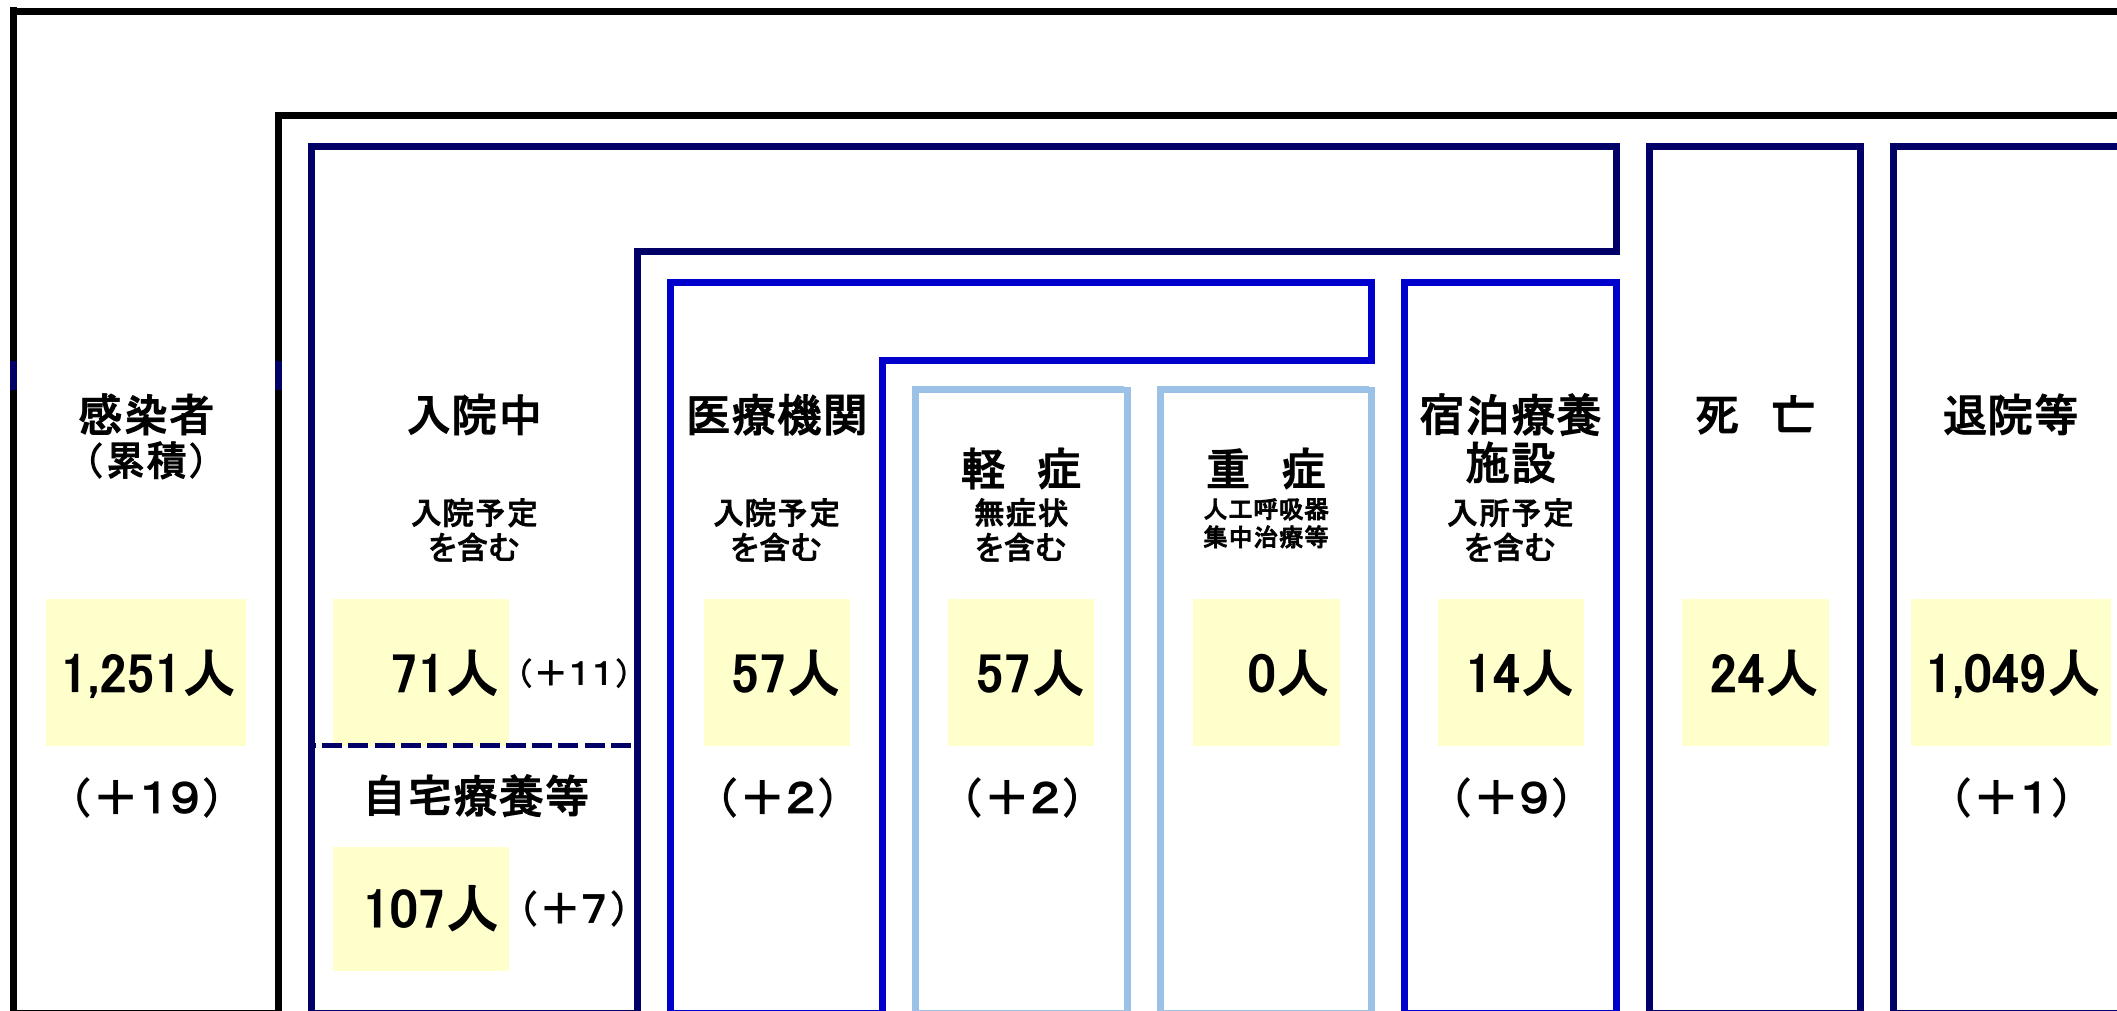 感染者
（累積）
1,251人
（＋19）
入院中
入院予定
を含む
71人 （＋11）
自宅療養等
107人 （＋7）
医療機関
入院予定
を含む
57人
（＋2）
軽 症
無症状
を含む
57人
（＋2）
重 症
人工呼吸器
集中治療等
0人
宿泊療養
施設
入所予定
を含む
14人
（＋9）
死 亡
24人
退院等
1,049人
（＋1）